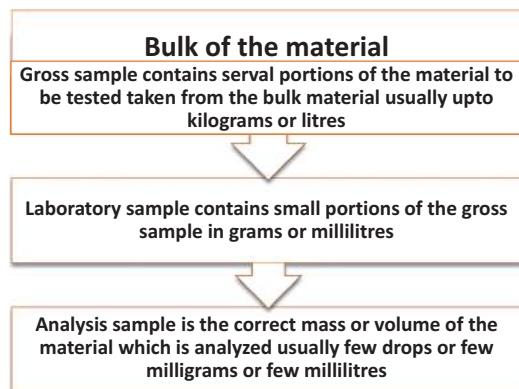 Bulk of the material
Gross sample contains serval portions of the material to
be tested taken from the bulk material usually upto
kilograms or litres
Laboratory sample contains small portions of the gross
sample in grams or millilitres
Analysis sample is the correct mass or volume of the
material which is analyzed usually few drops or few
milligrams or few millilitres